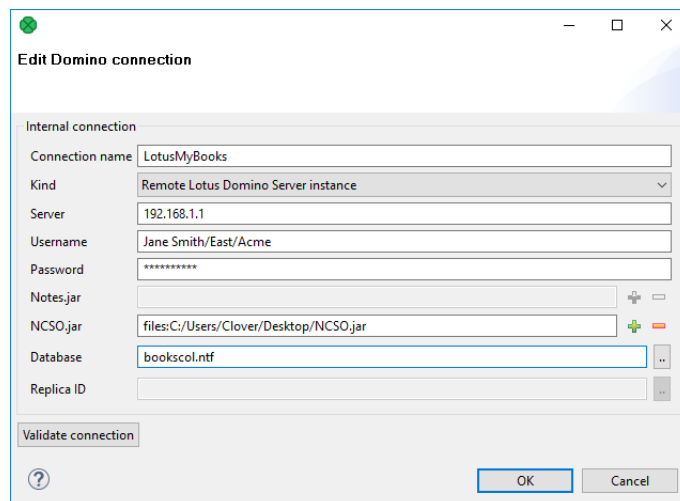 Edit Domino connection
Internal connection
Connection name LotusMyBooks
Kind Remote Lotus Domino Server instance
Server 192.168.1.1
Username Jane Smith/East/Acme
Password **********
Notes.jar
NCSO.jar files:C:/Users/Clover/Desktop/NCSO.jar
Database bookscol.ntf ..
Replica ID ..
Validate connection
? OK Cancel